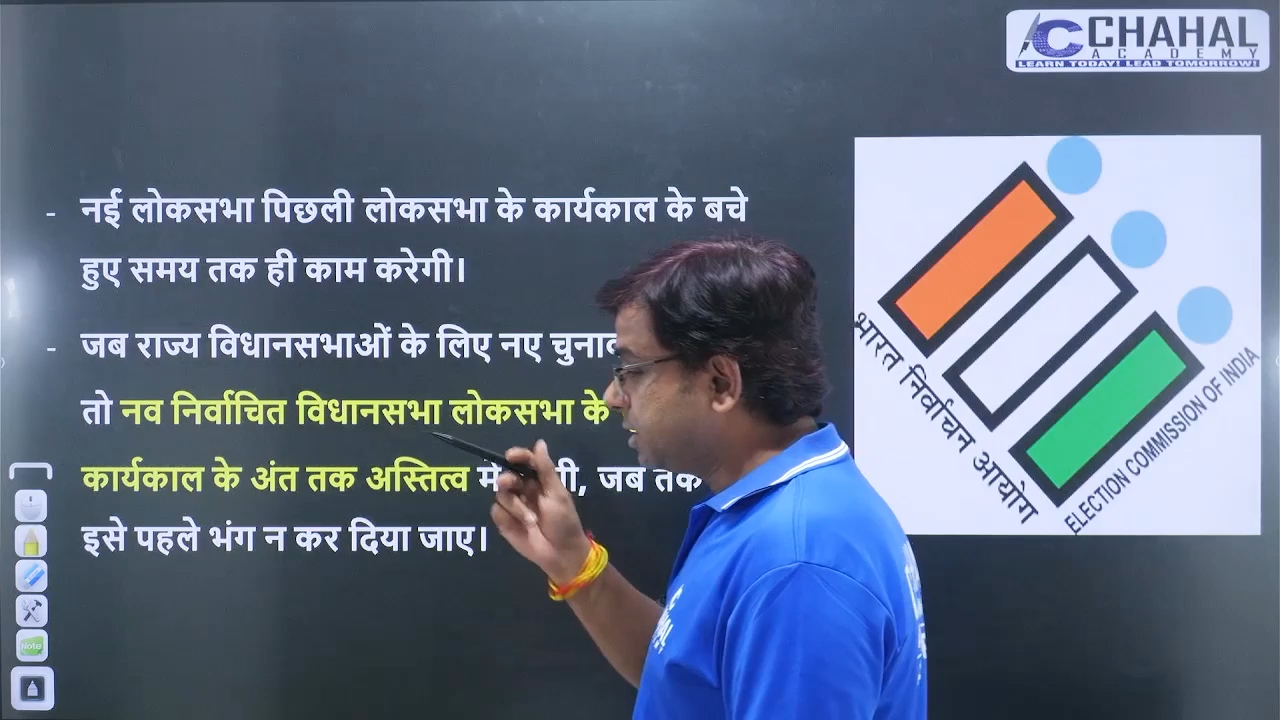 CHAHAL
ACADEMY
LEARN TODAY! LEAD TOMORROW!
- नई लोकसभा पिछली लोकसभा के कार्यकाल के बचे
हुए समय तक ही काम करेगी।
- जब राज्य विधानसभाओं के लिए नए
तो नव निर्वाचित विधानसभा लोकसभा के
कार्यकाल के अंत तक अस्तित्व जब तक
इसे पहले भंग न कर दिया जाए।
भारत निर्वाचन आयोग
ELECTION COMMISSION OF INDIA
Note